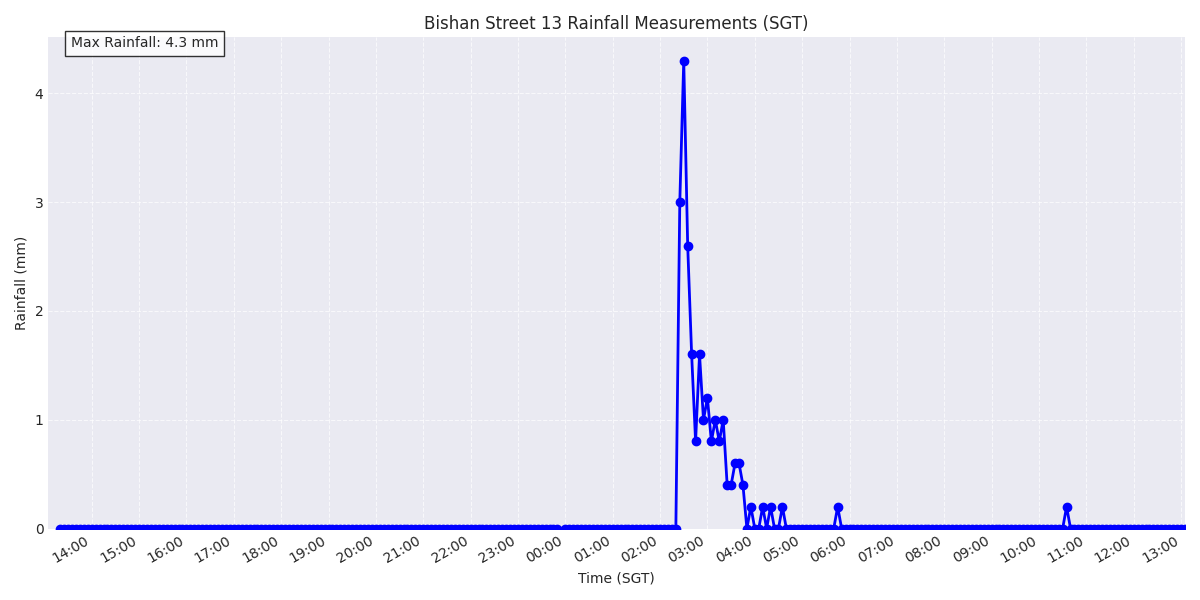 Bishan Street 13 Rainfall Measurements (SGT)
Max Rainfall: 4.3 mm
Rainfall (mm)
4
3
2
1
0
14:00 15:00 16:00 17:00 18:00 19:00 20:00 21:00 22:00 23:00 00:00 01:00 02:00 03:00 04:00 05:00 06:00 07:00 08:00 09:00 10:00 11:00 12:00 13:00
Time (SGT)